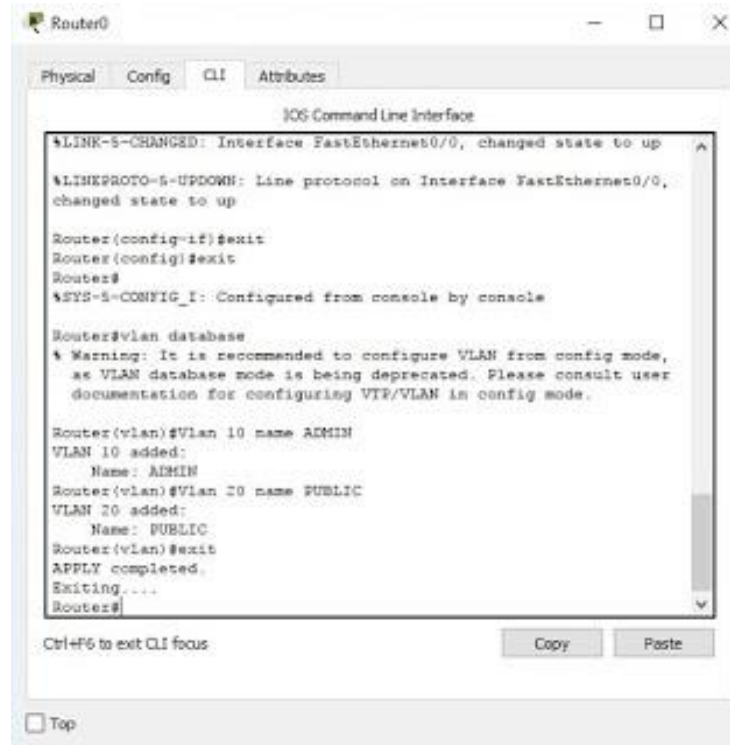 Router0
Physical Config CLI Attributes
IOS Command Line Interface
%LINK-5-CHANGED: Interface FastEthernet0/0, changed state to up
%LINEPROTO-5-UPDOWN: Line protocol on Interface FastEthernet0/0,
changed state to up
Router(config-if)#exit
Router(config)#exit
Router#
%SYS-5-CONFIG_I: Configured from console by console
Router#vlan database
% Warning: It is recommended to configure VLAN from config mode,
as VLAN database mode is being deprecated. Please consult user
documentation for configuring VTP/VLAN in config mode.
Router(vlan)#Vlan 10 name ADMIN
VLAN 10 added:
Name: ADMIN
Router(vlan)#Vlan 20 name PUBLIC
VLAN 20 added:
Name: PUBLIC
Router(vlan)#exit
APPLY completed.
Exiting....
Router#
Ctrl+F6 to exit CLI focus
Copy Paste
Top